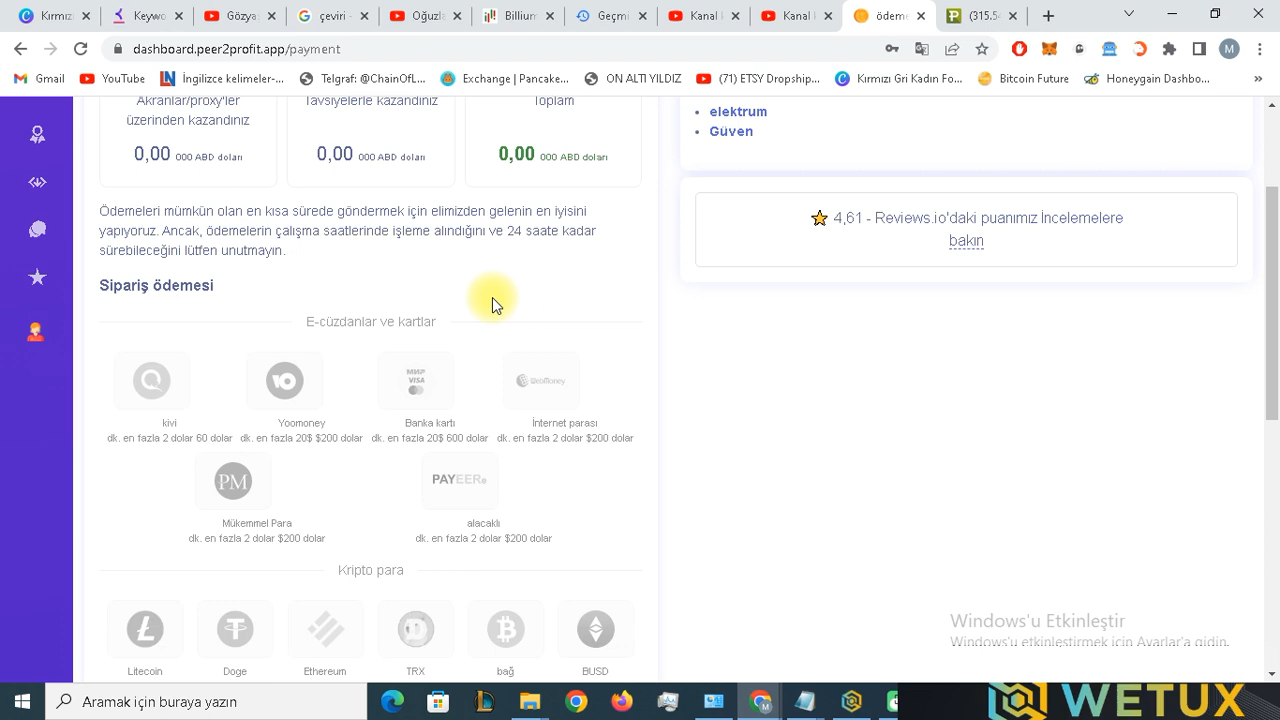 Kırmızı
Keywo
Gözya
çeviri -
Oğuzla
Billium
Geçmi
Kanal
Kanal
ödeme
(315.5
dashboard.peer2profit.app/payment
M
Gmail
YouTube
İngilizce kelimeler-...
Telgraf: @ChainOfL...
Exchange | Pancake...
ON ALTI YILDIZ
(71) ETSY Dropship...
Kırmızı Gri Kadın Fo...
Bitcoin Future
Honeygain Dashbo...
»
Akranlar/proxy'ler
üzerinden kazandınız
Tavsiyelerle kazandınız
Toplam
0,00 000 ABD doları
0,00 000 ABD doları
0,00 000 ABD doları
Ödemeleri mümkün olan en kısa sürede göndermek için elimizden gelenin en iyisini
yapıyoruz. Ancak, ödemelerin çalışma saatlerinde işleme alındığını ve 24 saate kadar
sürebileceğini lütfen unutmayın.
Sipariş ödemesi
E-cüzdanlar ve kartlar
МИР
VISA
WebMoney
kivi
Yoomoney
Banka kartı
İnternet parası
dk. en fazla 2 dolar 60 dolar
dk. en fazla 20$ $200 dolar
dk. en fazla 20$ 600 dolar
dk. en fazla 2 dolar $200 dolar
PM
PAYEER
Mükemmel Para
alacaklı
dk. en fazla 2 dolar $200 dolar
dk. en fazla 2 dolar $200 dolar
Kripto para
Litecoin
Doge
Ethereum
TRX
bağ
BUSD
elektrum
Güven
4,61 - Reviews.io'daki puanımız İncelemelere
bakın
Windows'u Etkinleştir
Windows'u etkinleştirmek için Ayarlar'a gidin.
Aramak için buraya yazın
WETUX